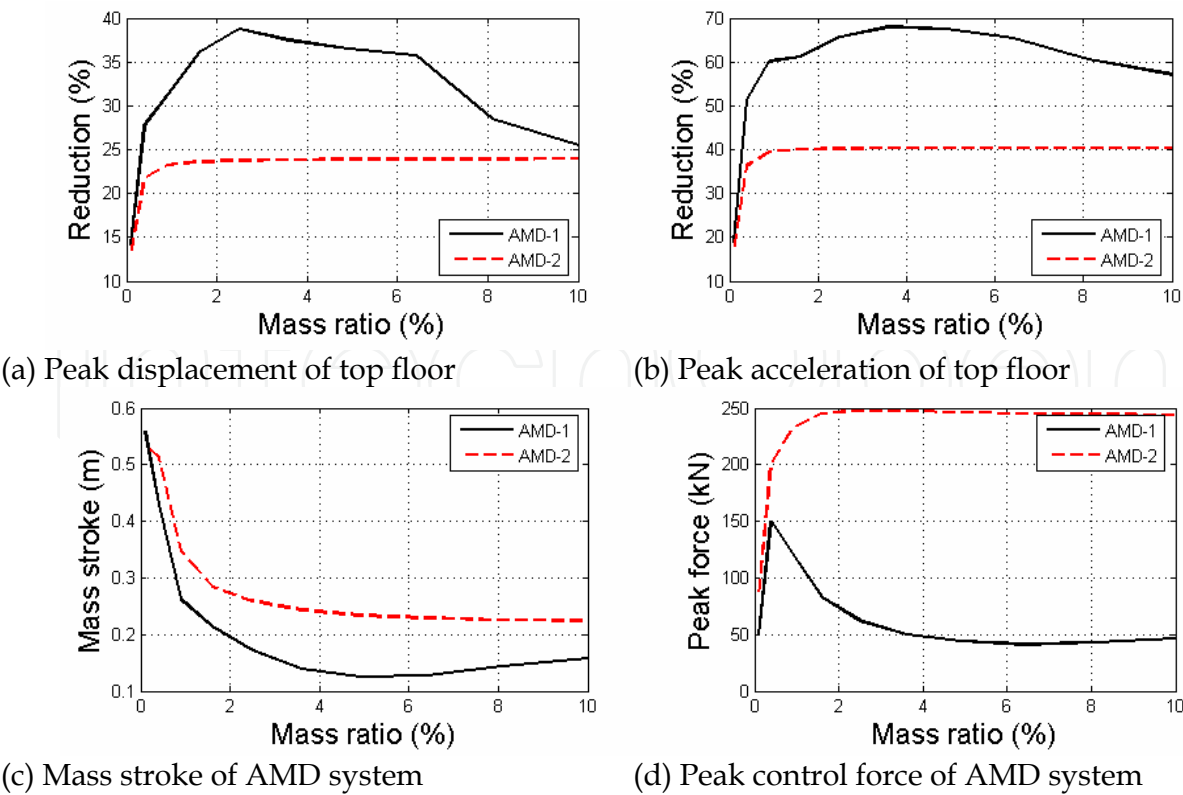 40
35
30
25
20
15
10
Reduction (%)
0 2 4 6 8 10
Mass ratio (%)
AMD-1
AMD-2
70
60
50
40
30
20
10
Reduction (%)
0 2 4 6 8 10
Mass ratio (%)
AMD-1
AMD-2
(a) Peak displacement of top floor
(b) Peak acceleration of top floor
0.6
0.5
0.4
0.3
0.2
0.1
Mass stroke (m)
0 2 4 6 8 10
Mass ratio (%)
AMD-1
AMD-2
250
200
150
100
50
0
Peak force (kN)
0 2 4 6 8 10
Mass ratio (%)
AMD-1
AMD-2
(c) Mass stroke of AMD system
(d) Peak control force of AMD system